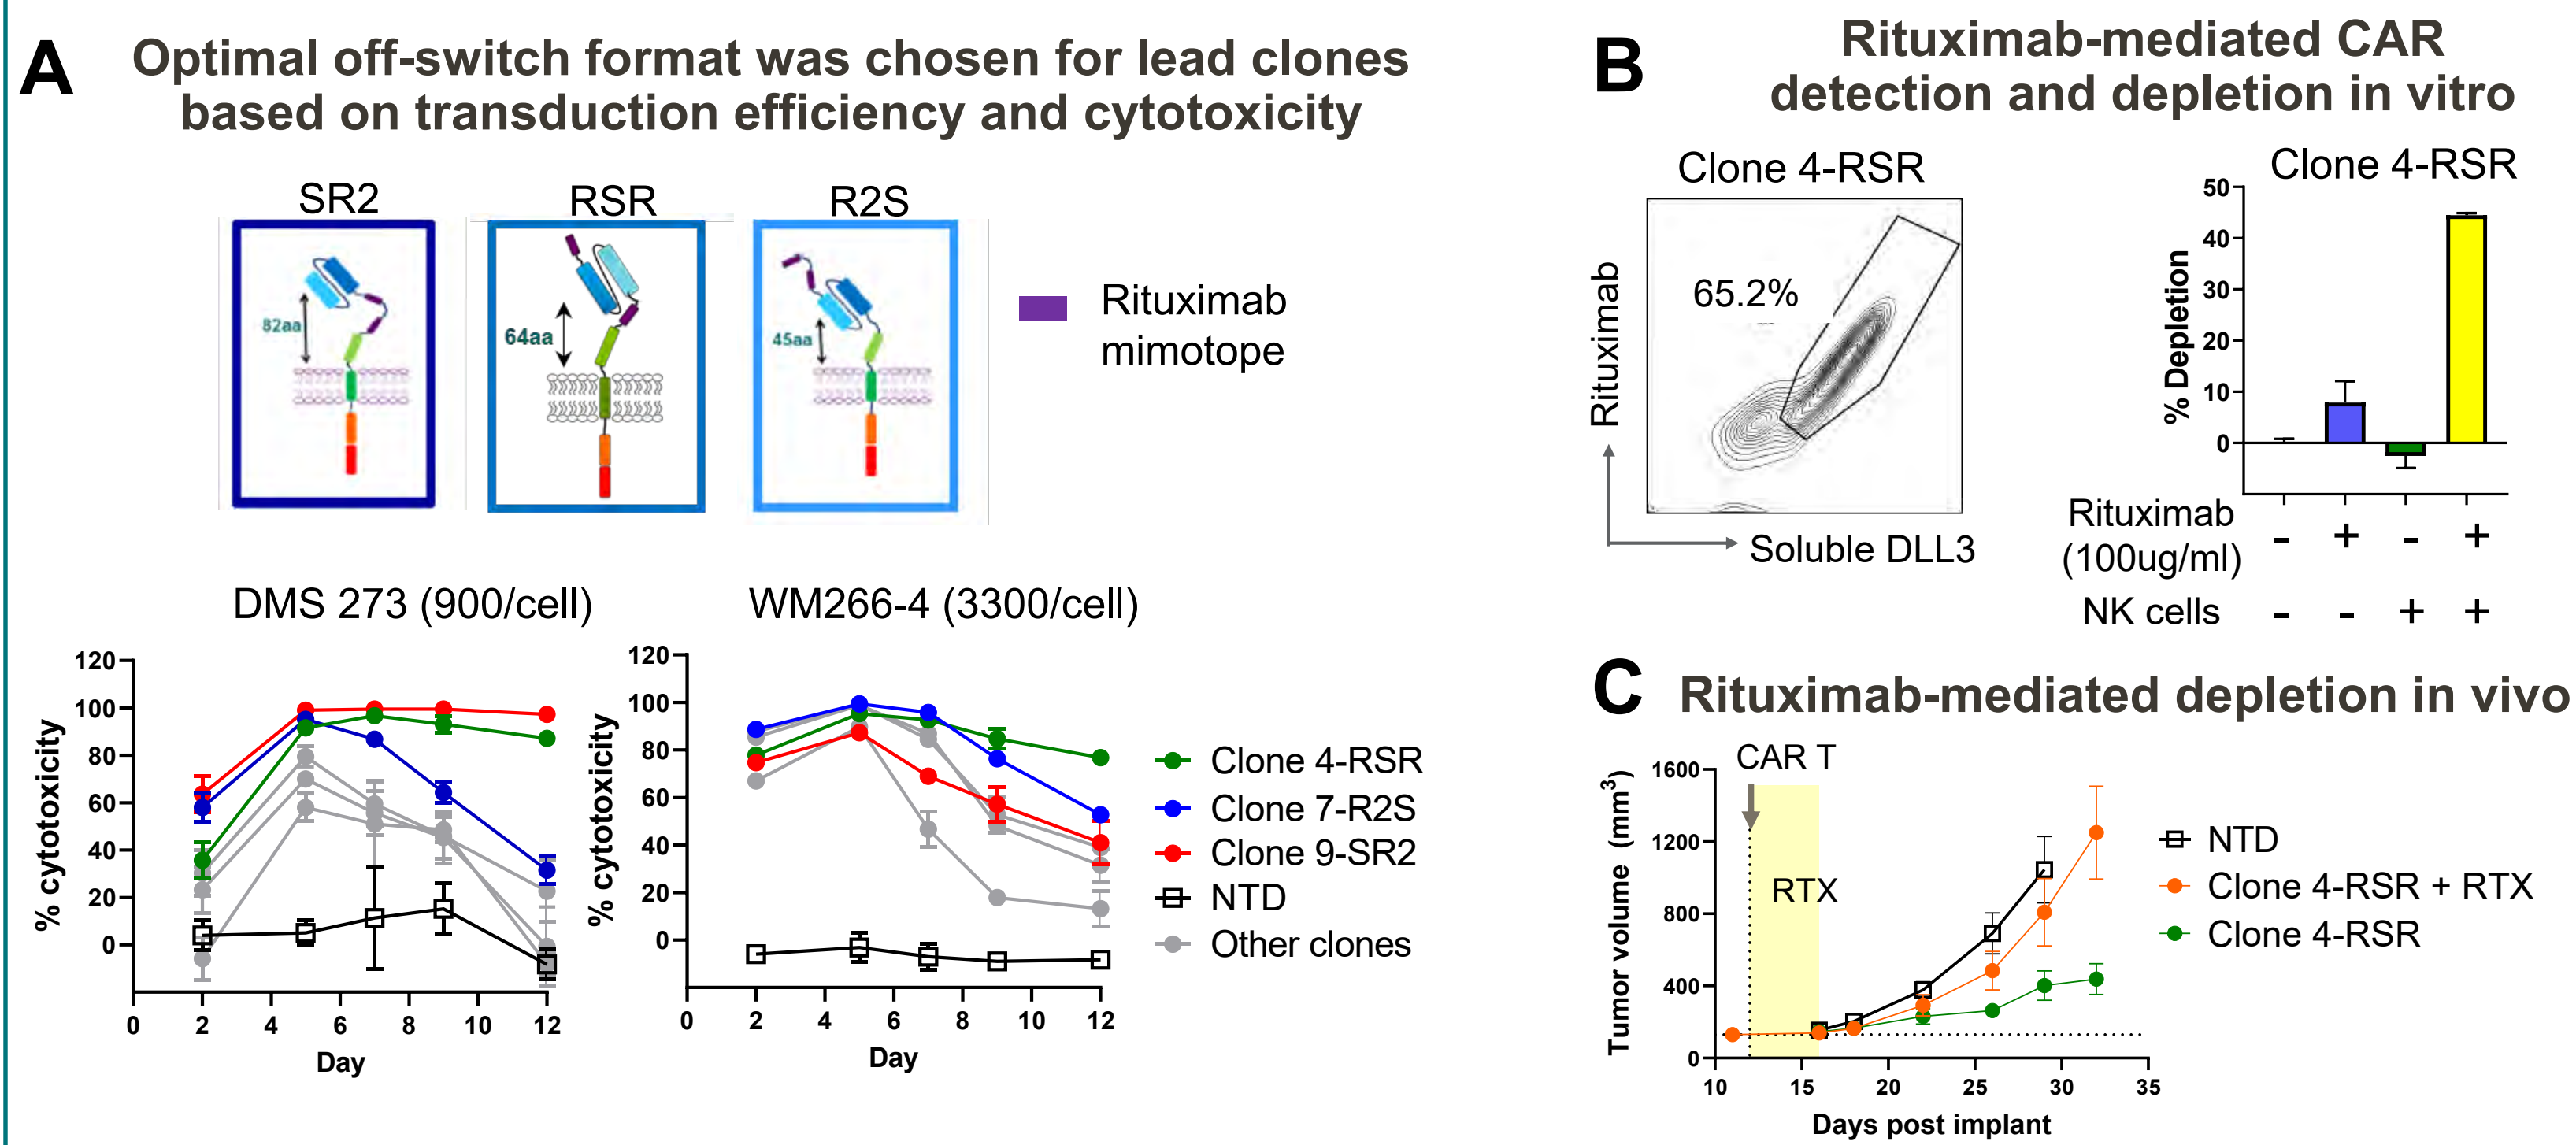 A
Optimal off-switch format was chosen for lead clones
based on transduction efficiency and cytotoxicity
SR2
RSR
R2S
82aa
64aa
45aa
Rituximab
mimotope
DMS 273 (900/cell)
120
100
80
60
40
20
0
% cytotoxicity
0 2 4 6 8 10 12
Day
WM266-4 (3300/cell)
120
100
80
60
40
20
0
% cytotoxicity
0 2 4 6 8 10 12
Day
Clone 4-RSR
Clone 7-R2S
Clone 9-SR2
NTD
Other clones
B
Rituximab-mediated CAR
detection and depletion in vitro
Clone 4-RSR
65.2%
Rituximab
Soluble DLL3
Clone 4-RSR
50
40
30
20
10
0
% Depletion
Rituximab
(100ug/ml)
- + - +
NK cells - - + +
C
Rituximab-mediated depletion in vivo
CAR T
RTX
1600
1200
800
400
0
Tumor volume (mm³)
10 15 20 25 30 35
Days post implant
NTD
Clone 4-RSR + RTX
Clone 4-RSR